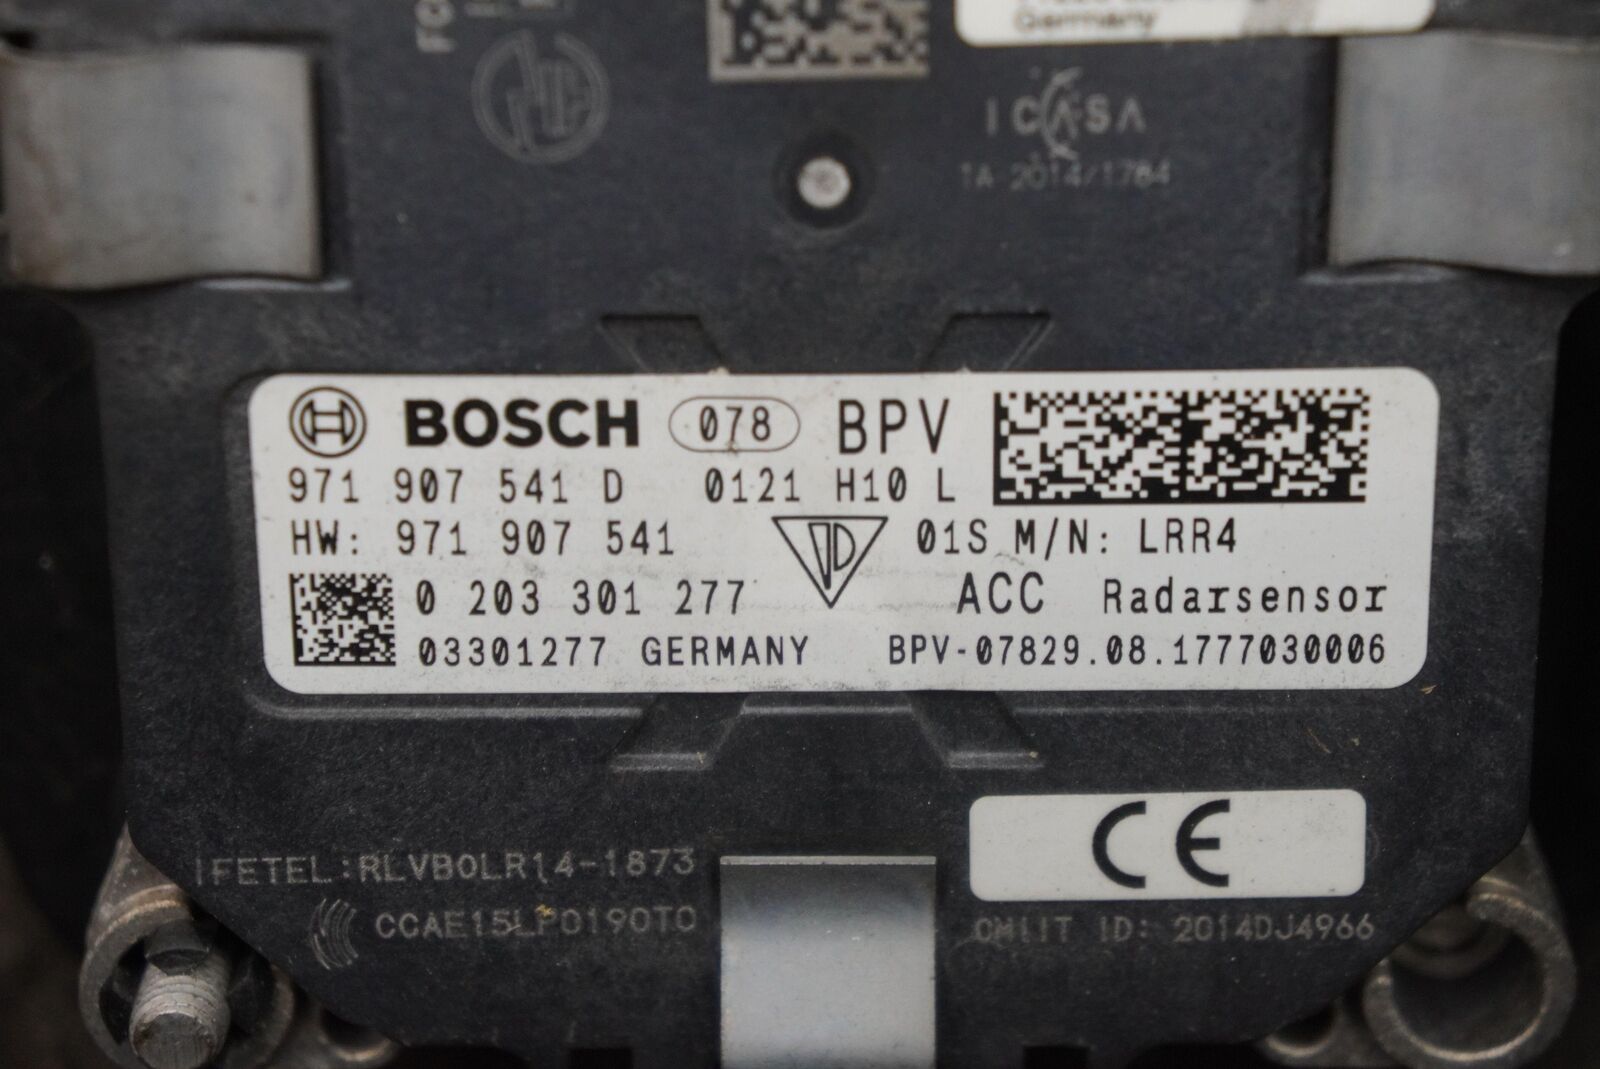 FO
Germany
ICASA
TA-2014/1784
BOSCH 078 BPV
971 907 541 D 0121 H10 L
HW: 971 907 541 01S M/N: LRR4
0 203 301 277 ACC Radarsensor
03301277 GERMANY BPV-07829.08.1777030006
CE
IFETEL:RLVBOLR14-1873
CCAE15LP0190T0
CMIIT ID: 2014DJ4966